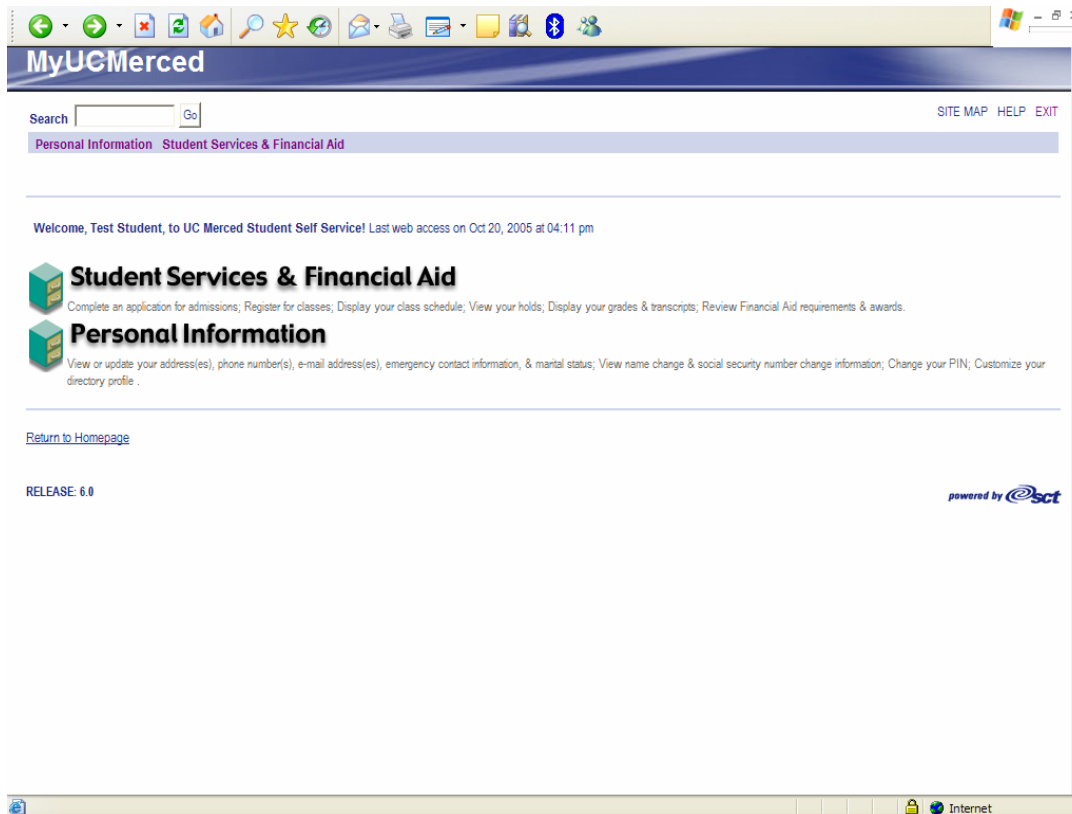 MyUCMerced
Search Go SITE MAP HELP EXIT
Personal Information Student Services & Financial Aid
Welcome, Test Student, to UC Merced Student Self Service! Last web access on Oct 20, 2005 at 04:11 pm
Student Services & Financial Aid
Complete an application for admissions; Register for classes; Display your class schedule; View your holds; Display your grades & transcripts; Review Financial Aid requirements & awards.
Personal Information
View or update your address(es), phone number(s), e-mail address(es), emergency contact information, & marital status; View name change & social security number change information; Change your PIN; Customize your
directory profile .
Return to Homepage
RELEASE: 6.0 powered by sct
Internet